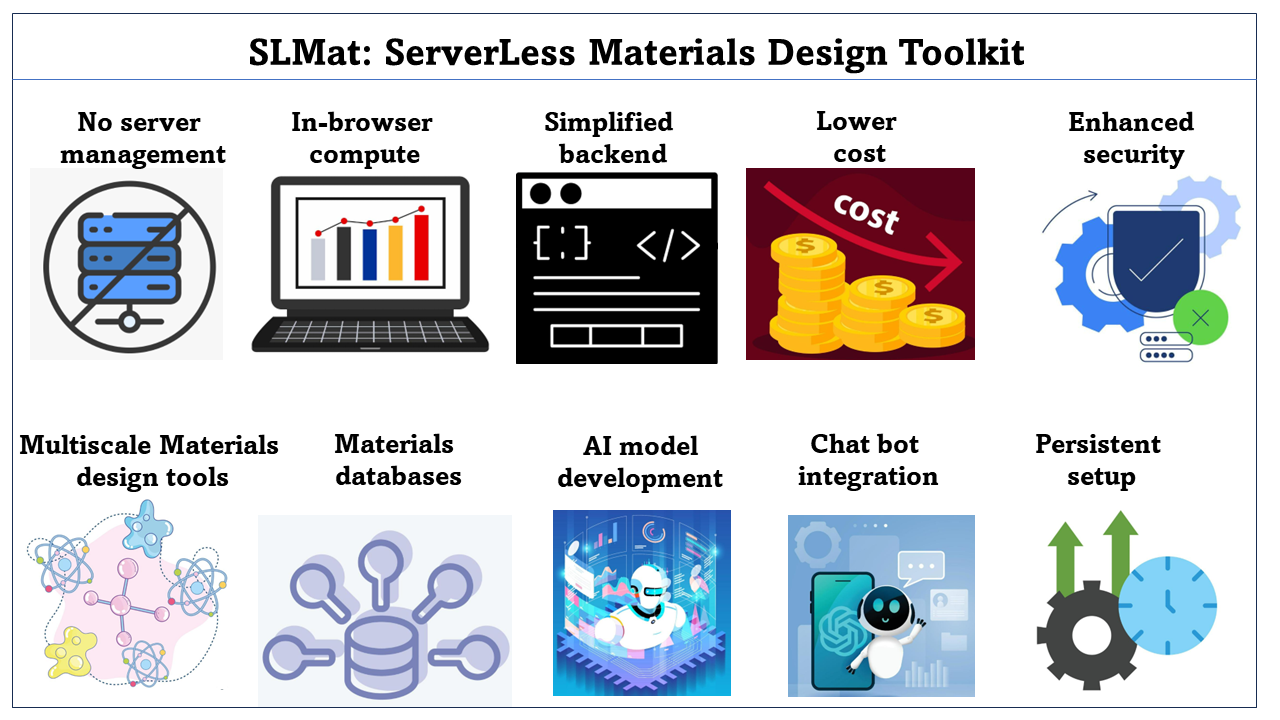 SLMat: ServerLess Materials Design Toolkit
No server
management
In-browser
compute
Simplified
backend
Lower
cost
Enhanced
security
{:}
</>
cost
$
$
$
Multiscale Materials
design tools
Materials
databases
AI model
development
Chat bot
integration
Persistent
setup